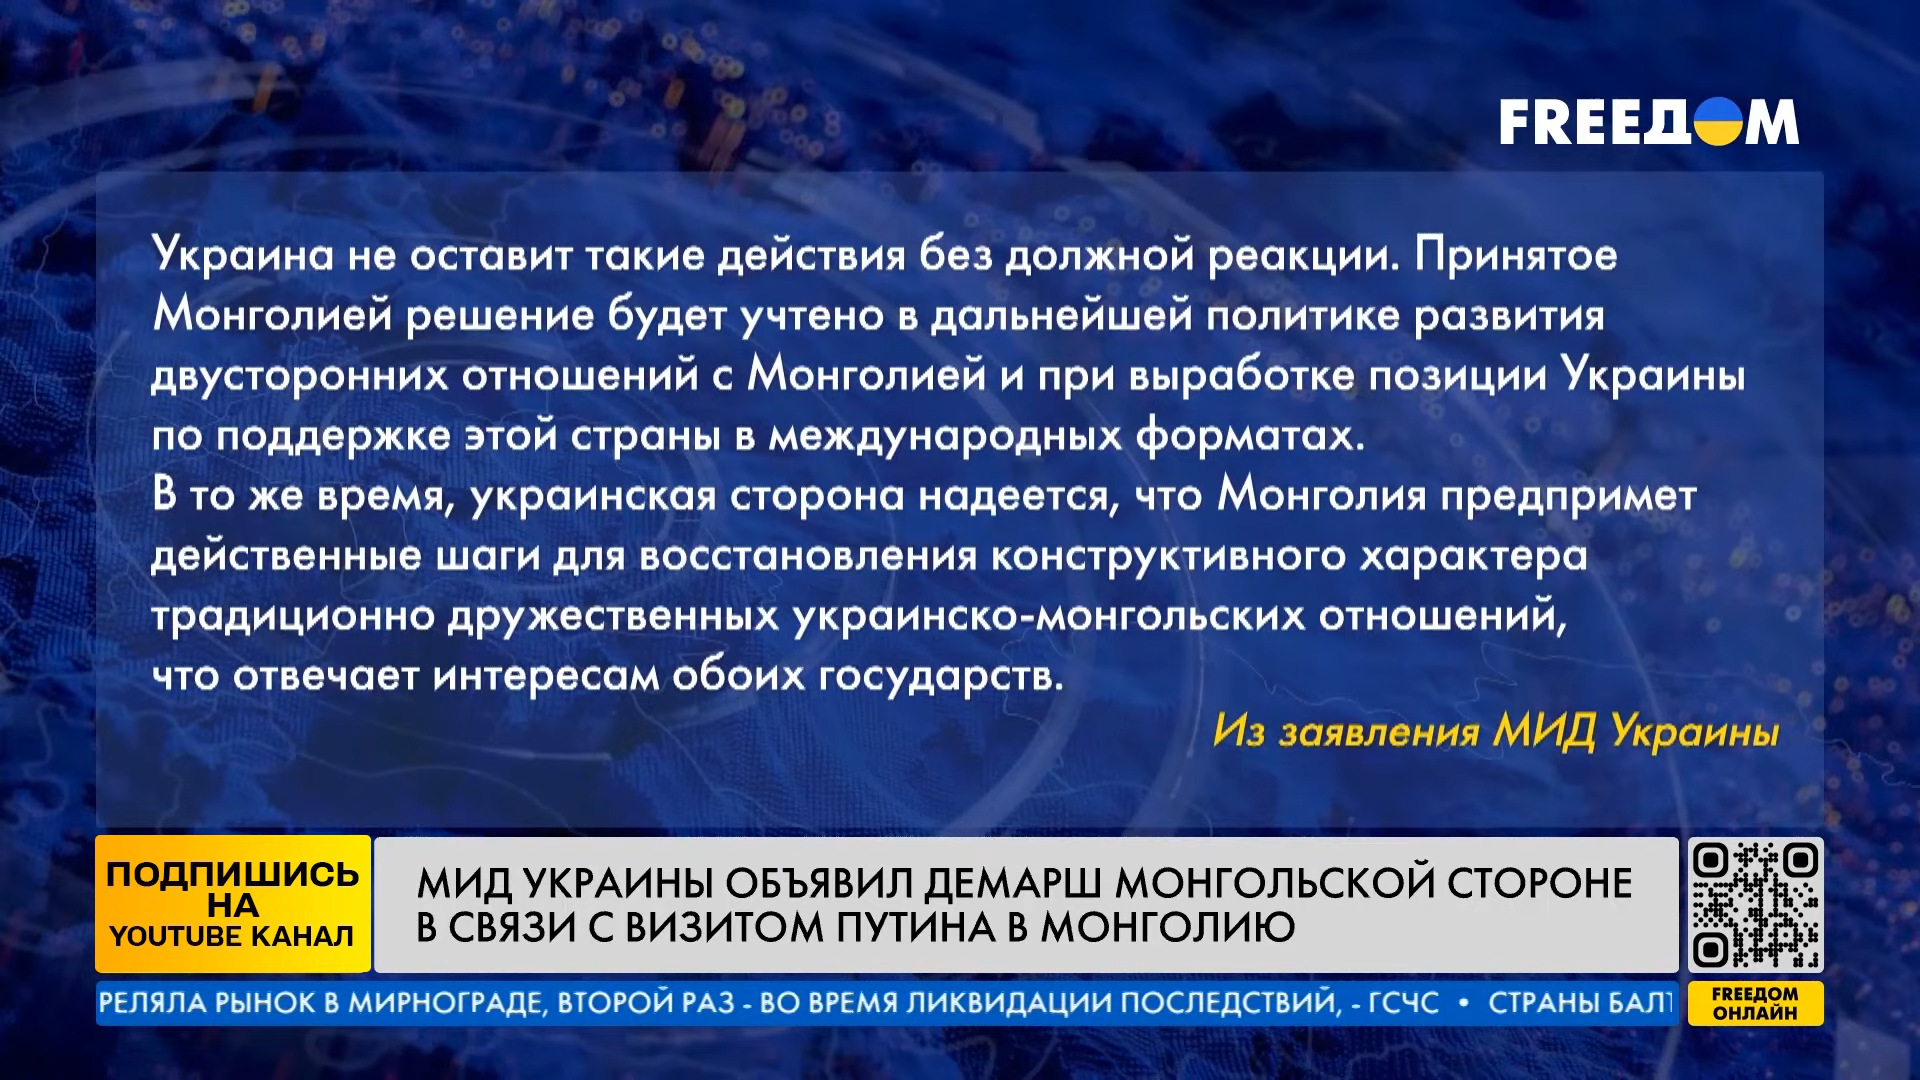 FREEДOM
Украина не оставит такие действия без должной реакции. Принятое
Монголией решение будет учтено в дальнейшей политике развития
двусторонних отношений с Монголией и при выработке позиции Украины
по поддержке этой страны в международных форматах.
В то же время, украинская сторона надеется, что Монголия предпримет
действенные шаги для восстановления конструктивного характера
традиционно дружественных украинско-монгольских отношений,
что отвечает интересам обоих государств.
Из заявления МИД Украины
ПОДПИШИСЬ
НА
YOUTUBE КАНАЛ
МИД УКРАИНЫ ОБЪЯВИЛ ДЕМАРШ МОНГОЛЬСКОЙ СТОРОНЕ
В СВЯЗИ С ВИЗИТОМ ПУТИНА В МОНГОЛИЮ
РЕЛЯЛА РЫНОК В МИРНОГРАДЕ, ВТОРОЙ РАЗ - ВО ВРЕМЯ ЛИКВИДАЦИИ ПОСЛЕДСТВИЙ, - ГСЧС • СТРАНЫ БАЛТ
FREEДOM
ОНЛАЙН